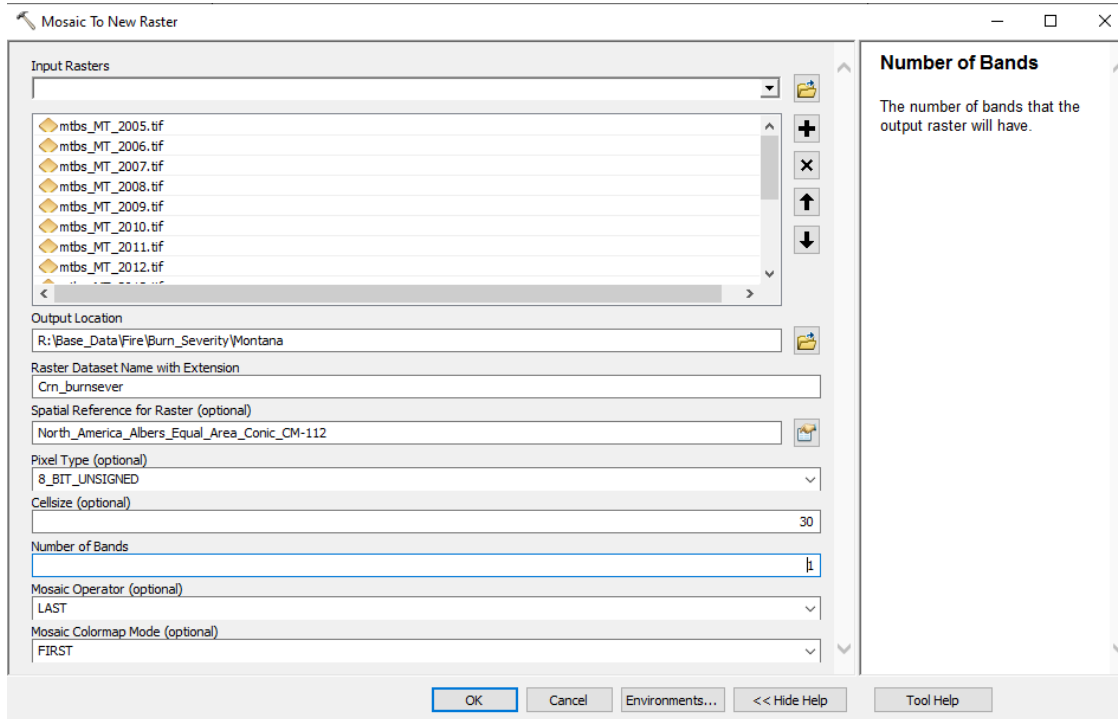 Mosaic To New Raster
Input Rasters
mtbs_MT_2005.tif
mtbs_MT_2006.tif
mtbs_MT_2007.tif
mtbs_MT_2008.tif
mtbs_MT_2009.tif
mtbs_MT_2010.tif
mtbs_MT_2011.tif
mtbs_MT_2012.tif
Output Location
R:\Base_Data\Fire\Burn_Severity\Montana
Raster Dataset Name with Extension
Crn_burnsever
Spatial Reference for Raster (optional)
North_America_Albers_Equal_Area_Conic_CM-112
Pixel Type (optional)
8_BIT_UNSIGNED
Cellsize (optional)
30
Number of Bands
1
Mosaic Operator (optional)
LAST
Mosaic Colormap Mode (optional)
FIRST
OK
Cancel
Environments...
<< Hide Help
Tool Help
Number of Bands
The number of bands that the
output raster will have.